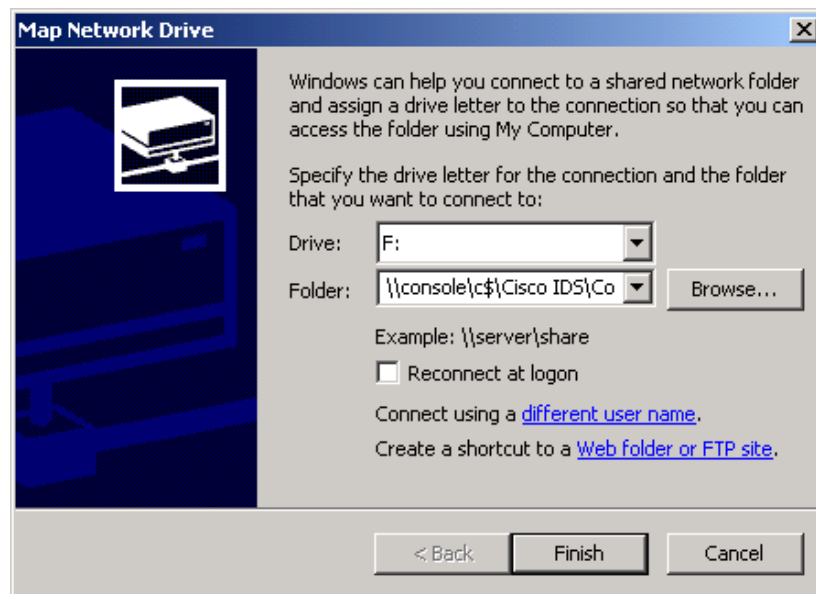 Map Network Drive
Windows can help you connect to a shared network folder
and assign a drive letter to the connection so that you can
access the folder using My Computer.
Specify the drive letter for the connection and the folder
that you want to connect to:
Drive: F:
Folder: \\console\c$\Cisco IDS\Co Browse...
Example: \\server\share
Reconnect at logon
Connect using a different user name.
Create a shortcut to a Web folder or FTP site.
< Back Finish Cancel